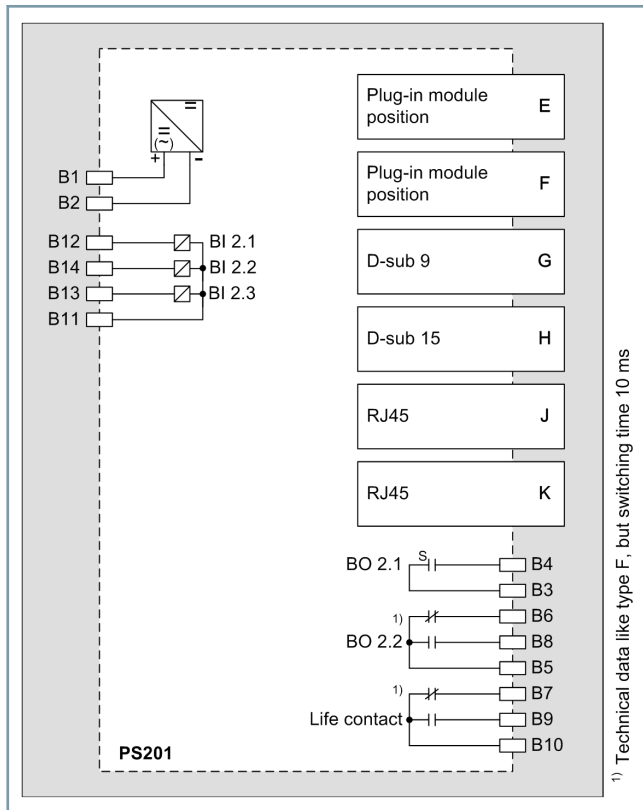 Plug-in module
position
E
=
=
(~)
+ -
B1
B2
Plug-in module
position
F
B12 BI 2.1
B14 BI 2.2
B13 BI 2.3
B11
D-sub 9 G
D-sub 15 H
RJ45 J
RJ45 K
BO 2.1 S B4
B3
1) B6
BO 2.2 B8
B5
1) B7
Life contact B9
B10
PS201
1) Technical data like type F, but switching time 10 ms